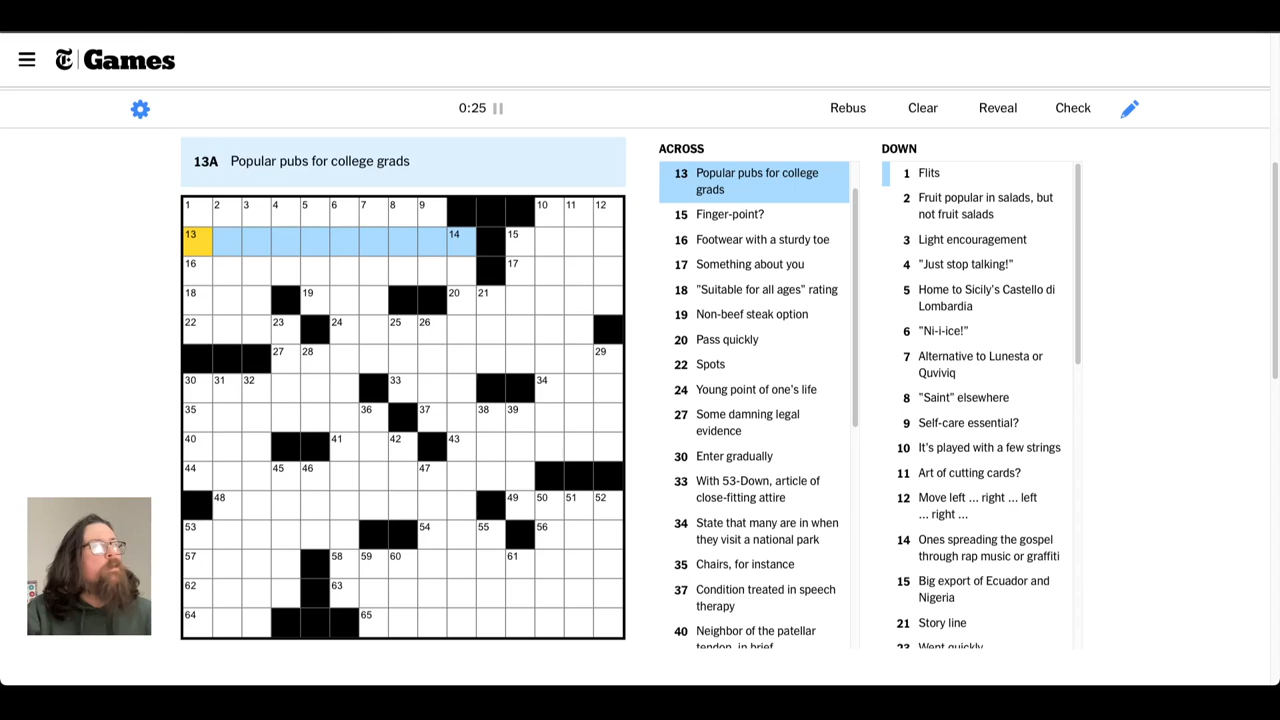 Games
0:25
Rebus
Clear
Reveal
Check
13A Popular pubs for college grads
1 2 3 4 5 6 7 8 9 10 11 12
13 14 15
16 17
18 19 20 21
22 23 24 25 26
27 28 29
30 31 32 33 34
35 36 37 38 39
40 41 42 43
44 45 46 47
48 49 50 51 52
53 54 55 56
57 58 59 60 61
62 63
64 65
ACROSS
13 Popular pubs for college
grads
15 Finger-point?
16 Footwear with a sturdy toe
17 Something about you
18 "Suitable for all ages" rating
19 Non-beef steak option
20 Pass quickly
22 Spots
24 Young point of one's life
27 Some damning legal
evidence
30 Enter gradually
33 With 53-Down, article of
close-fitting attire
34 State that many are in when
they visit a national park
35 Chairs, for instance
37 Condition treated in speech
therapy
40 Neighbor of the patellar
tendon, in brief
DOWN
1 Flits
2 Fruit popular in salads, but
not fruit salads
3 Light encouragement
4 "Just stop talking!"
5 Home to Sicily's Castello di
Lombardia
6 "Ni-i-ice!"
7 Alternative to Lunesta or
Quviviq
8 "Saint" elsewhere
9 Self-care essential?
10 It's played with a few strings
11 Art of cutting cards?
12 Move left ... right ... left
... right ...
14 Ones spreading the gospel
through rap music or graffiti
15 Big export of Ecuador and
Nigeria
21 Story line
23 Went quickly